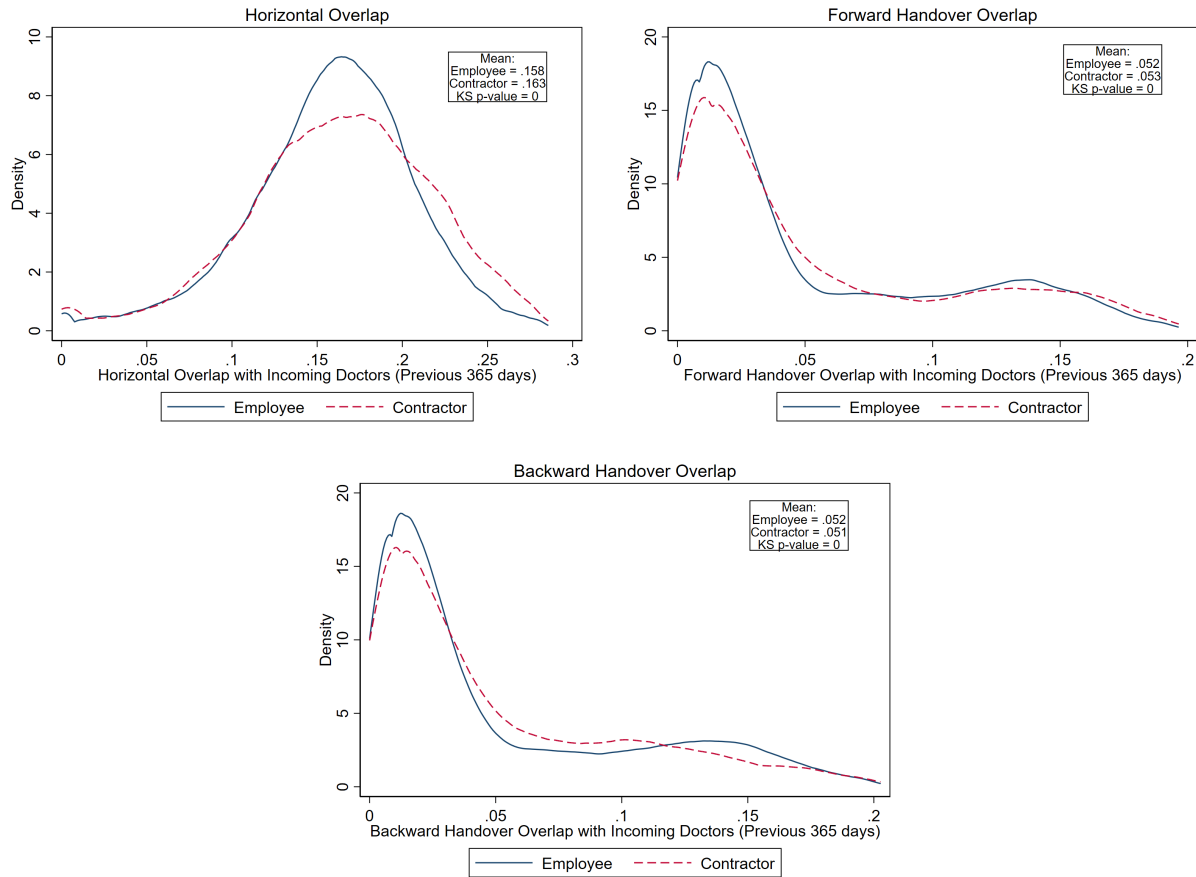 Horizontal Overlap
Density
0
2
4
6
8
10
Mean:
Employee = .158
Contractor = .163
KS p-value = 0
0
.05
.1
.15
.2
.25
.3
Horizontal Overlap with Incoming Doctors (Previous 365 days)
Employee
Contractor
Forward Handover Overlap
Density
0
5
10
15
20
Mean:
Employee = .052
Contractor = .053
KS p-value = 0
0
.05
.1
.15
.2
Forward Handover Overlap with Incoming Doctors (Previous 365 days)
Employee
Contractor
Backward Handover Overlap
Density
0
5
10
15
20
Mean:
Employee = .052
Contractor = .051
KS p-value = 0
0
.05
.1
.15
.2
Backward Handover Overlap with Incoming Doctors (Previous 365 days)
Employee
Contractor